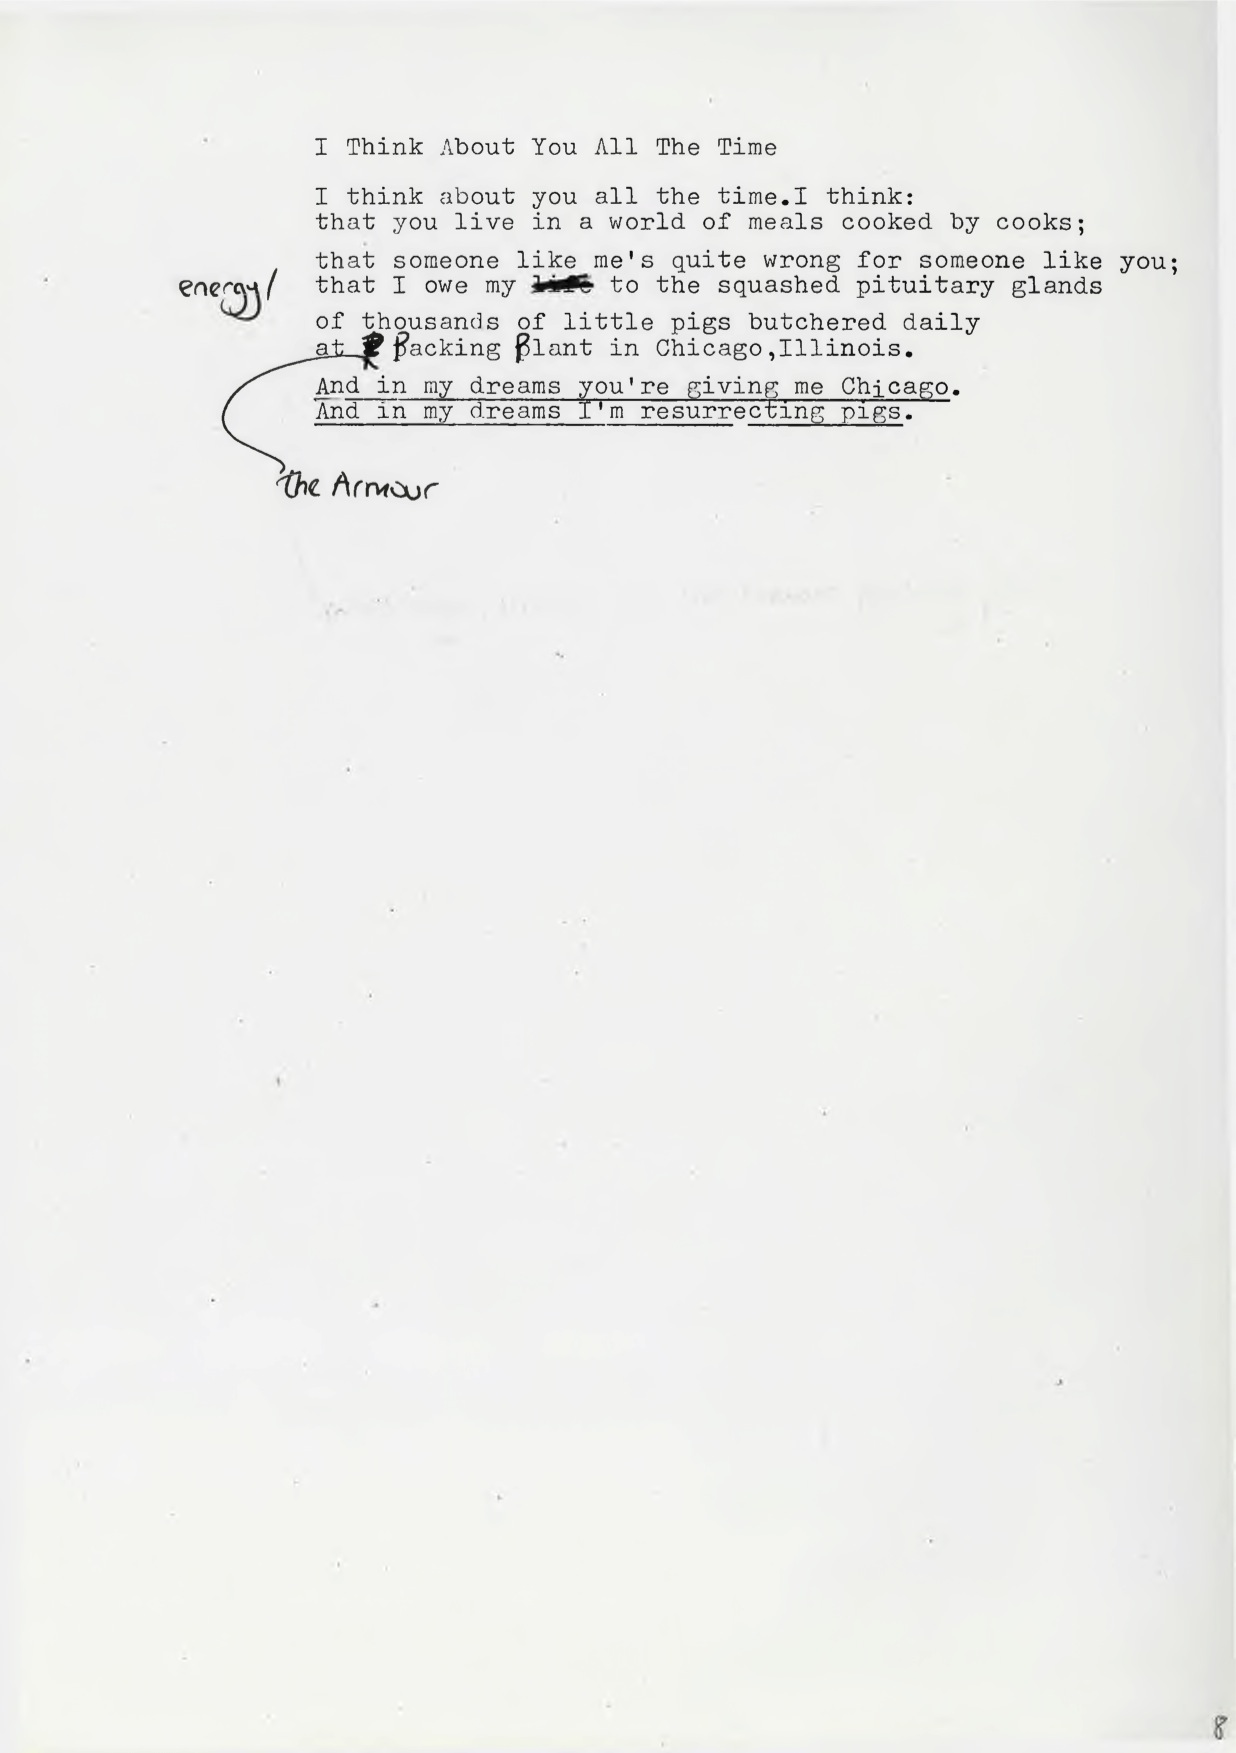 I Think About You All The Time
I think about you all the time.I think:
that you live in a world of meals cooked by cooks;
that someone like me's quite wrong for someone like you;
energy/
that I owe my life to the squashed pituitary glands
of thousands of little pigs butchered daily
at Packing Plant in Chicago,Illinois.
And in my dreams you're giving me Chicago.
And in my dreams I'm resurrecting pigs.
the Armour
8